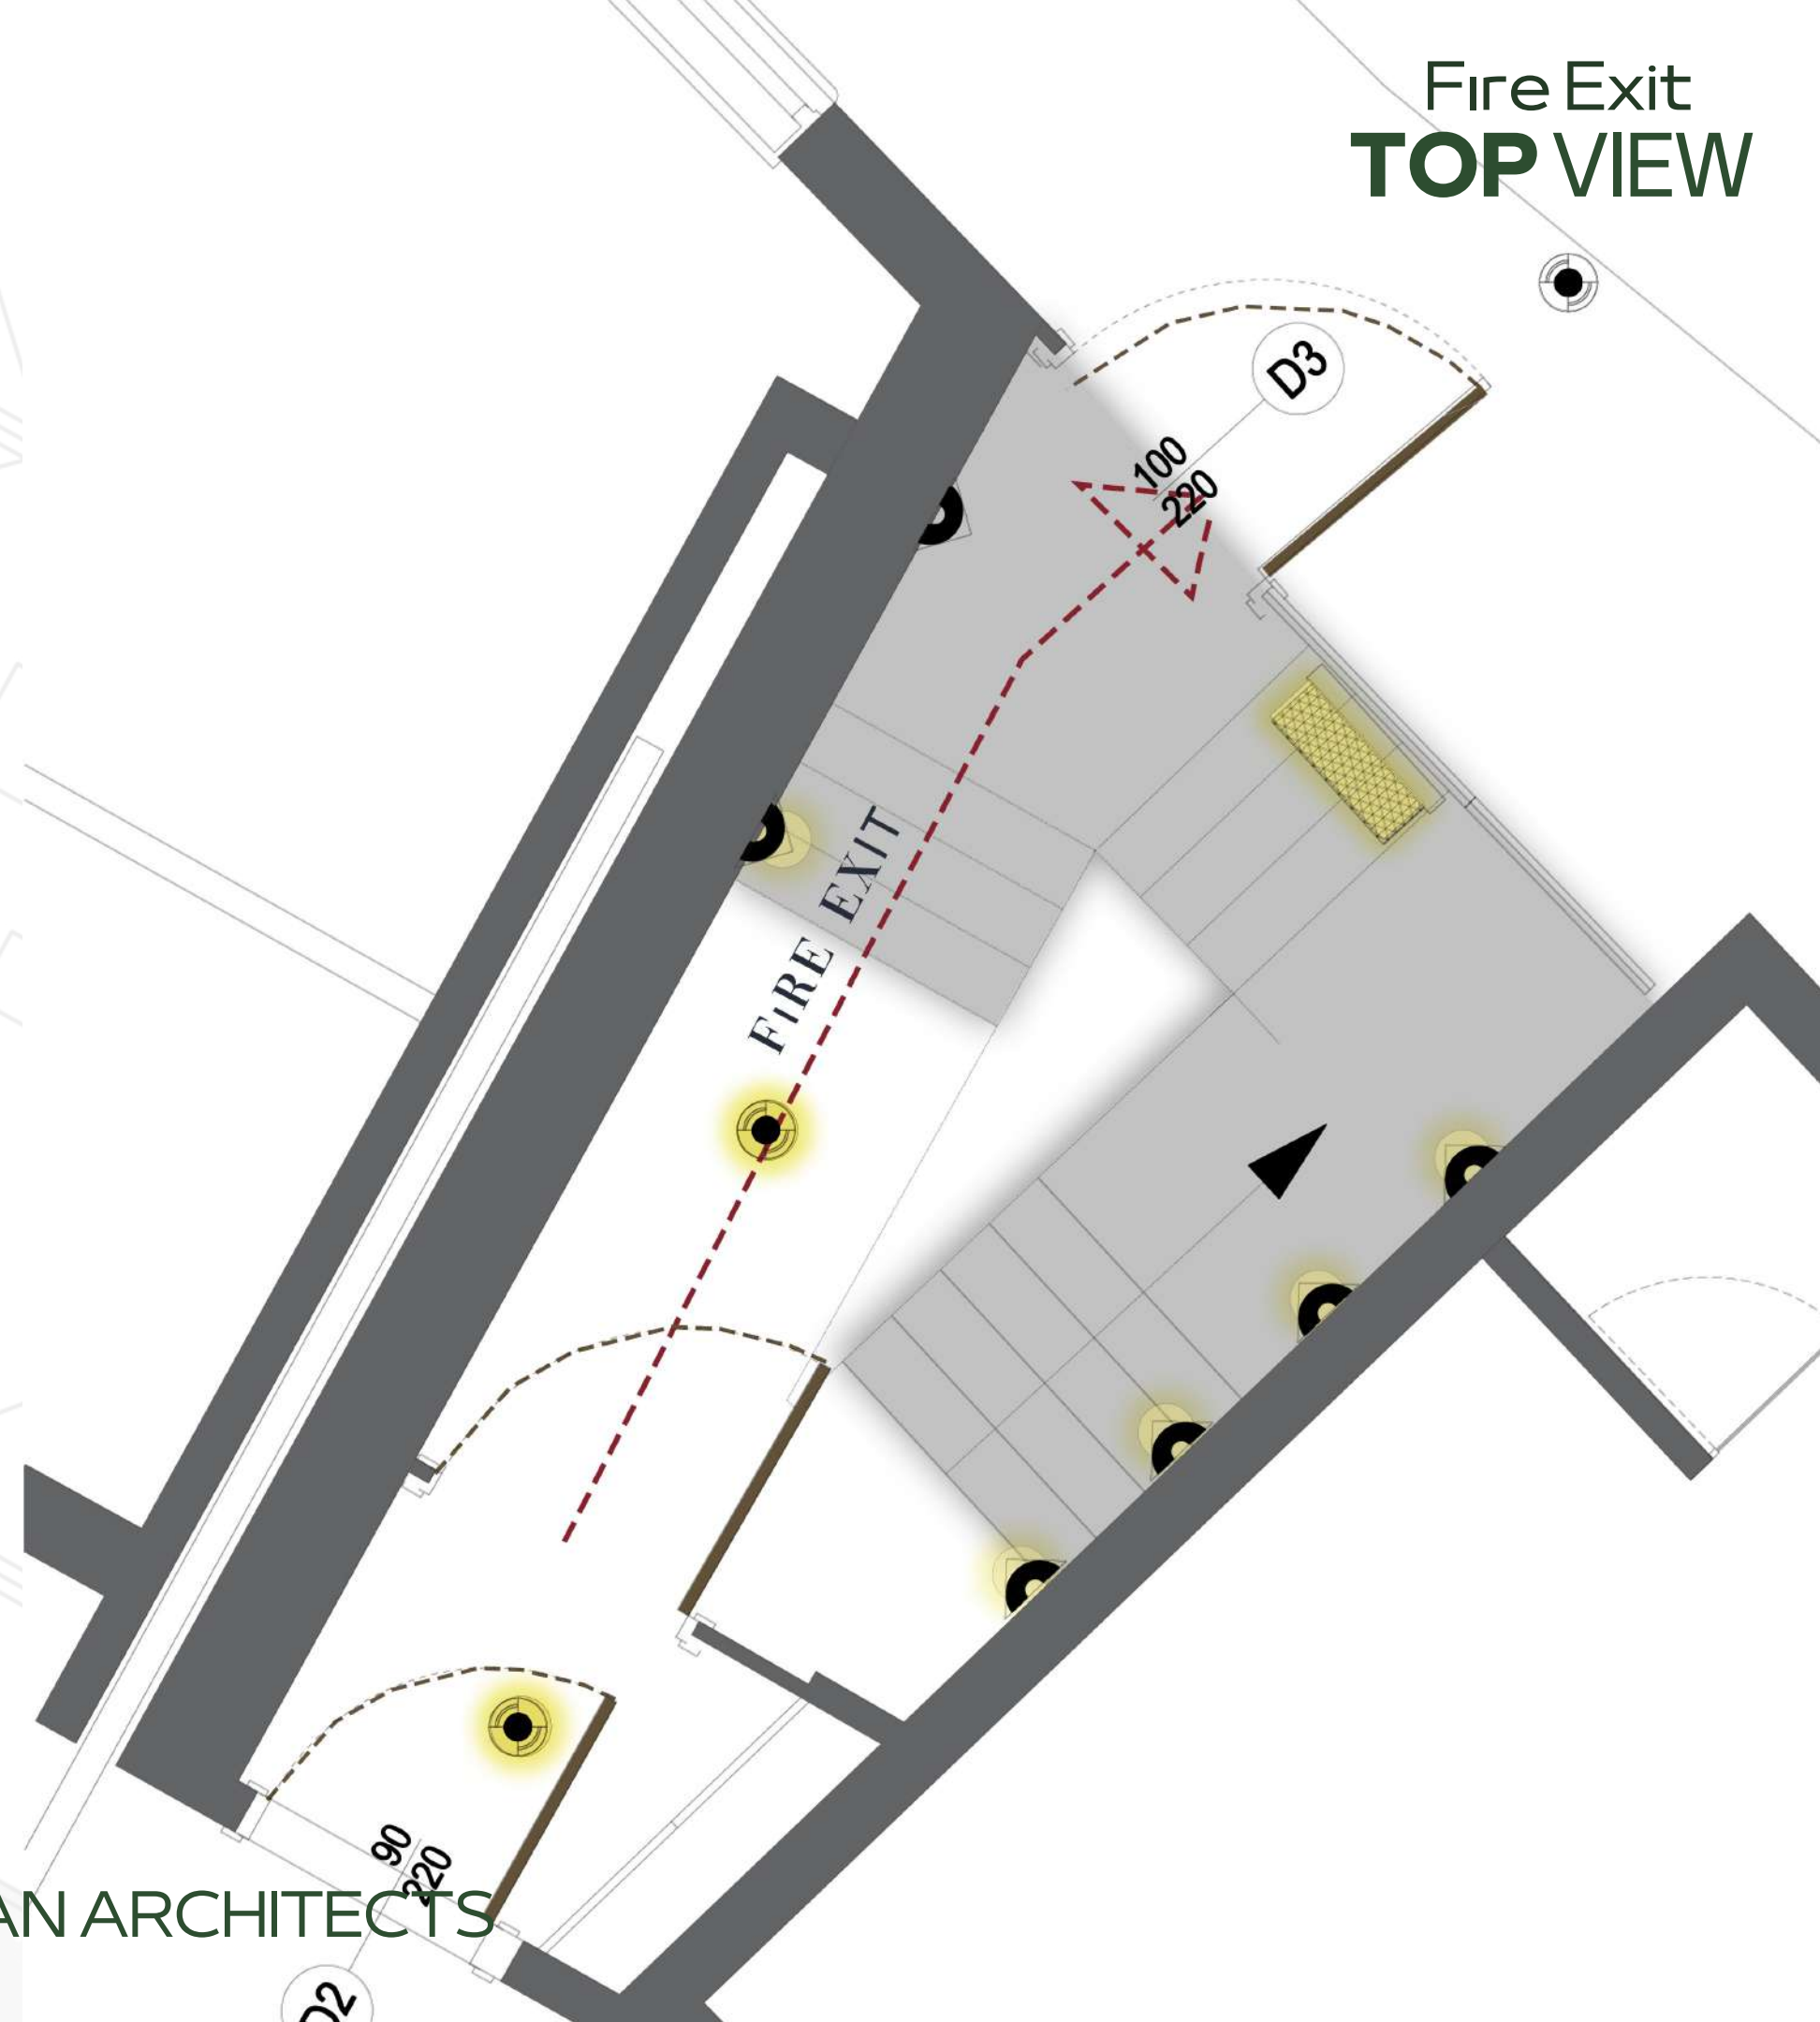 Fire Exit
TOP VIEW
D3
100
220
FIRE EXIT
90
220
AN ARCHITECTS
D2